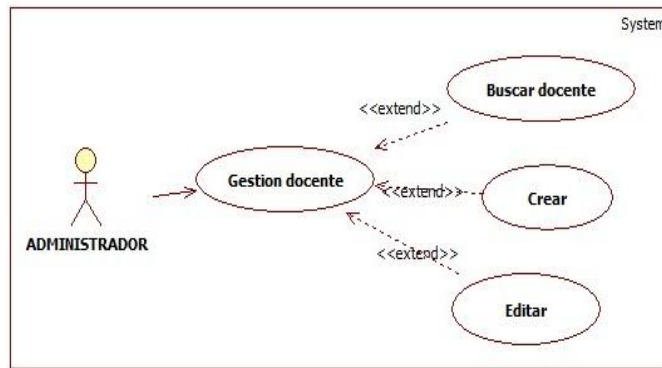 System
Buscar docente
<<extend>>
Gestion docente
<<extend>>
Crear
ADMINISTRADOR
<<extend>>
Editar